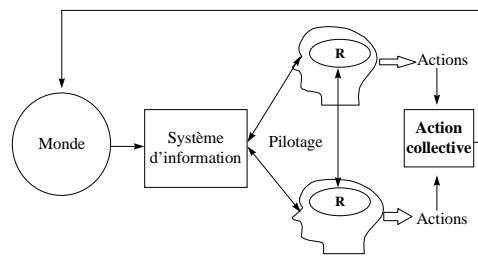 R
Actions
Monde
Système
d'information
Pilotage
Action
collective
R
Actions